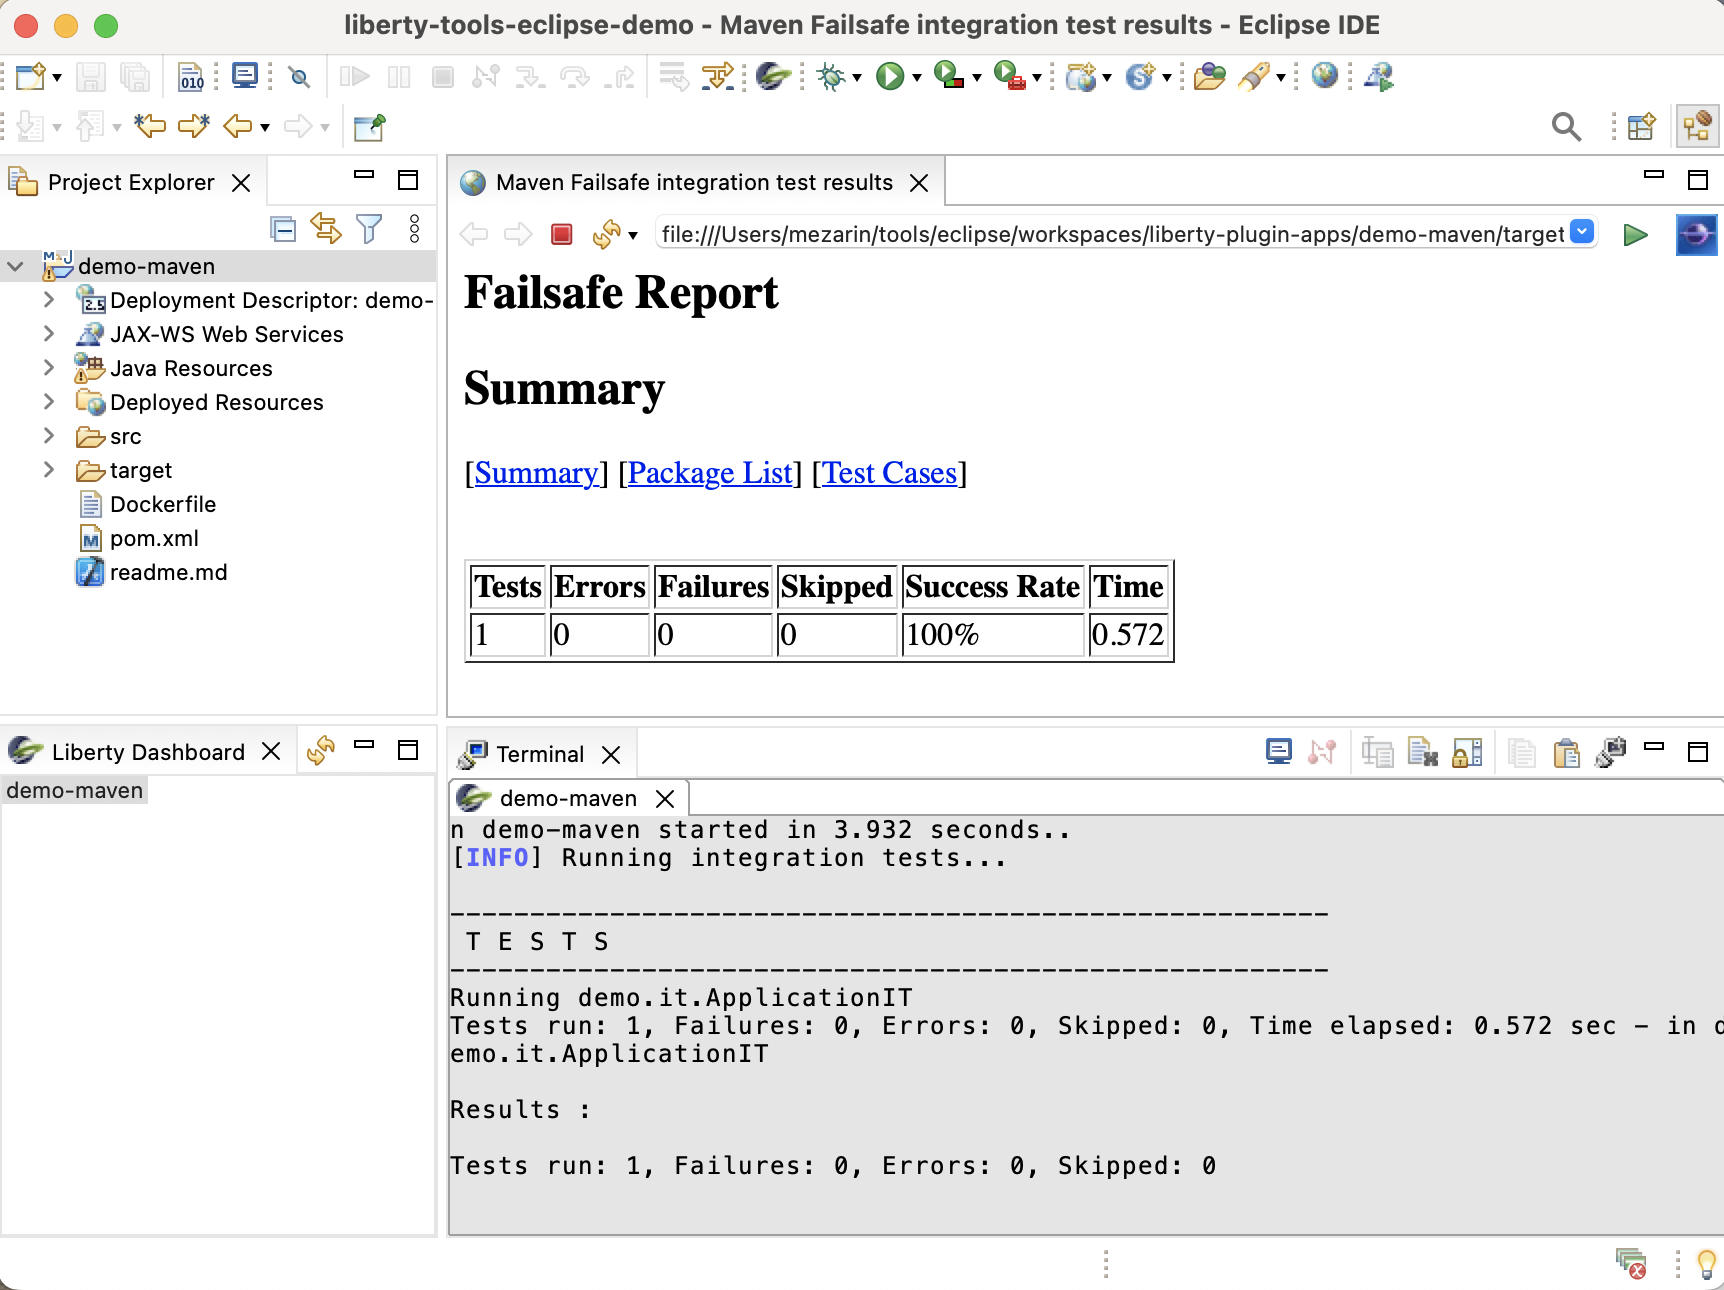 liberty-tools-eclipse-demo - Maven Failsafe integration test results - Eclipse IDE
Project Explorer
demo-maven
Deployment Descriptor: demo-
JAX-WS Web Services
Java Resources
Deployed Resources
src
target
Dockerfile
pom.xml
readme.md
Maven Failsafe integration test results
file:///Users/mezarin/tools/eclipse/workspaces/liberty-plugin-apps/demo-maven/target
Failsafe Report
Summary
[Summary] [Package List] [Test Cases]
Tests Errors Failures Skipped Success Rate Time
1 0 0 0 100% 0.572
Liberty Dashboard
demo-maven
Terminal
demo-maven
n demo-maven started in 3.932 seconds..
[INFO] Running integration tests...
-------------------------------------------------------
T E S T S
-------------------------------------------------------
Running demo.it.ApplicationIT
Tests run: 1, Failures: 0, Errors: 0, Skipped: 0, Time elapsed: 0.572 sec - in d
emo.it.ApplicationIT
Results :
Tests run: 1, Failures: 0, Errors: 0, Skipped: 0